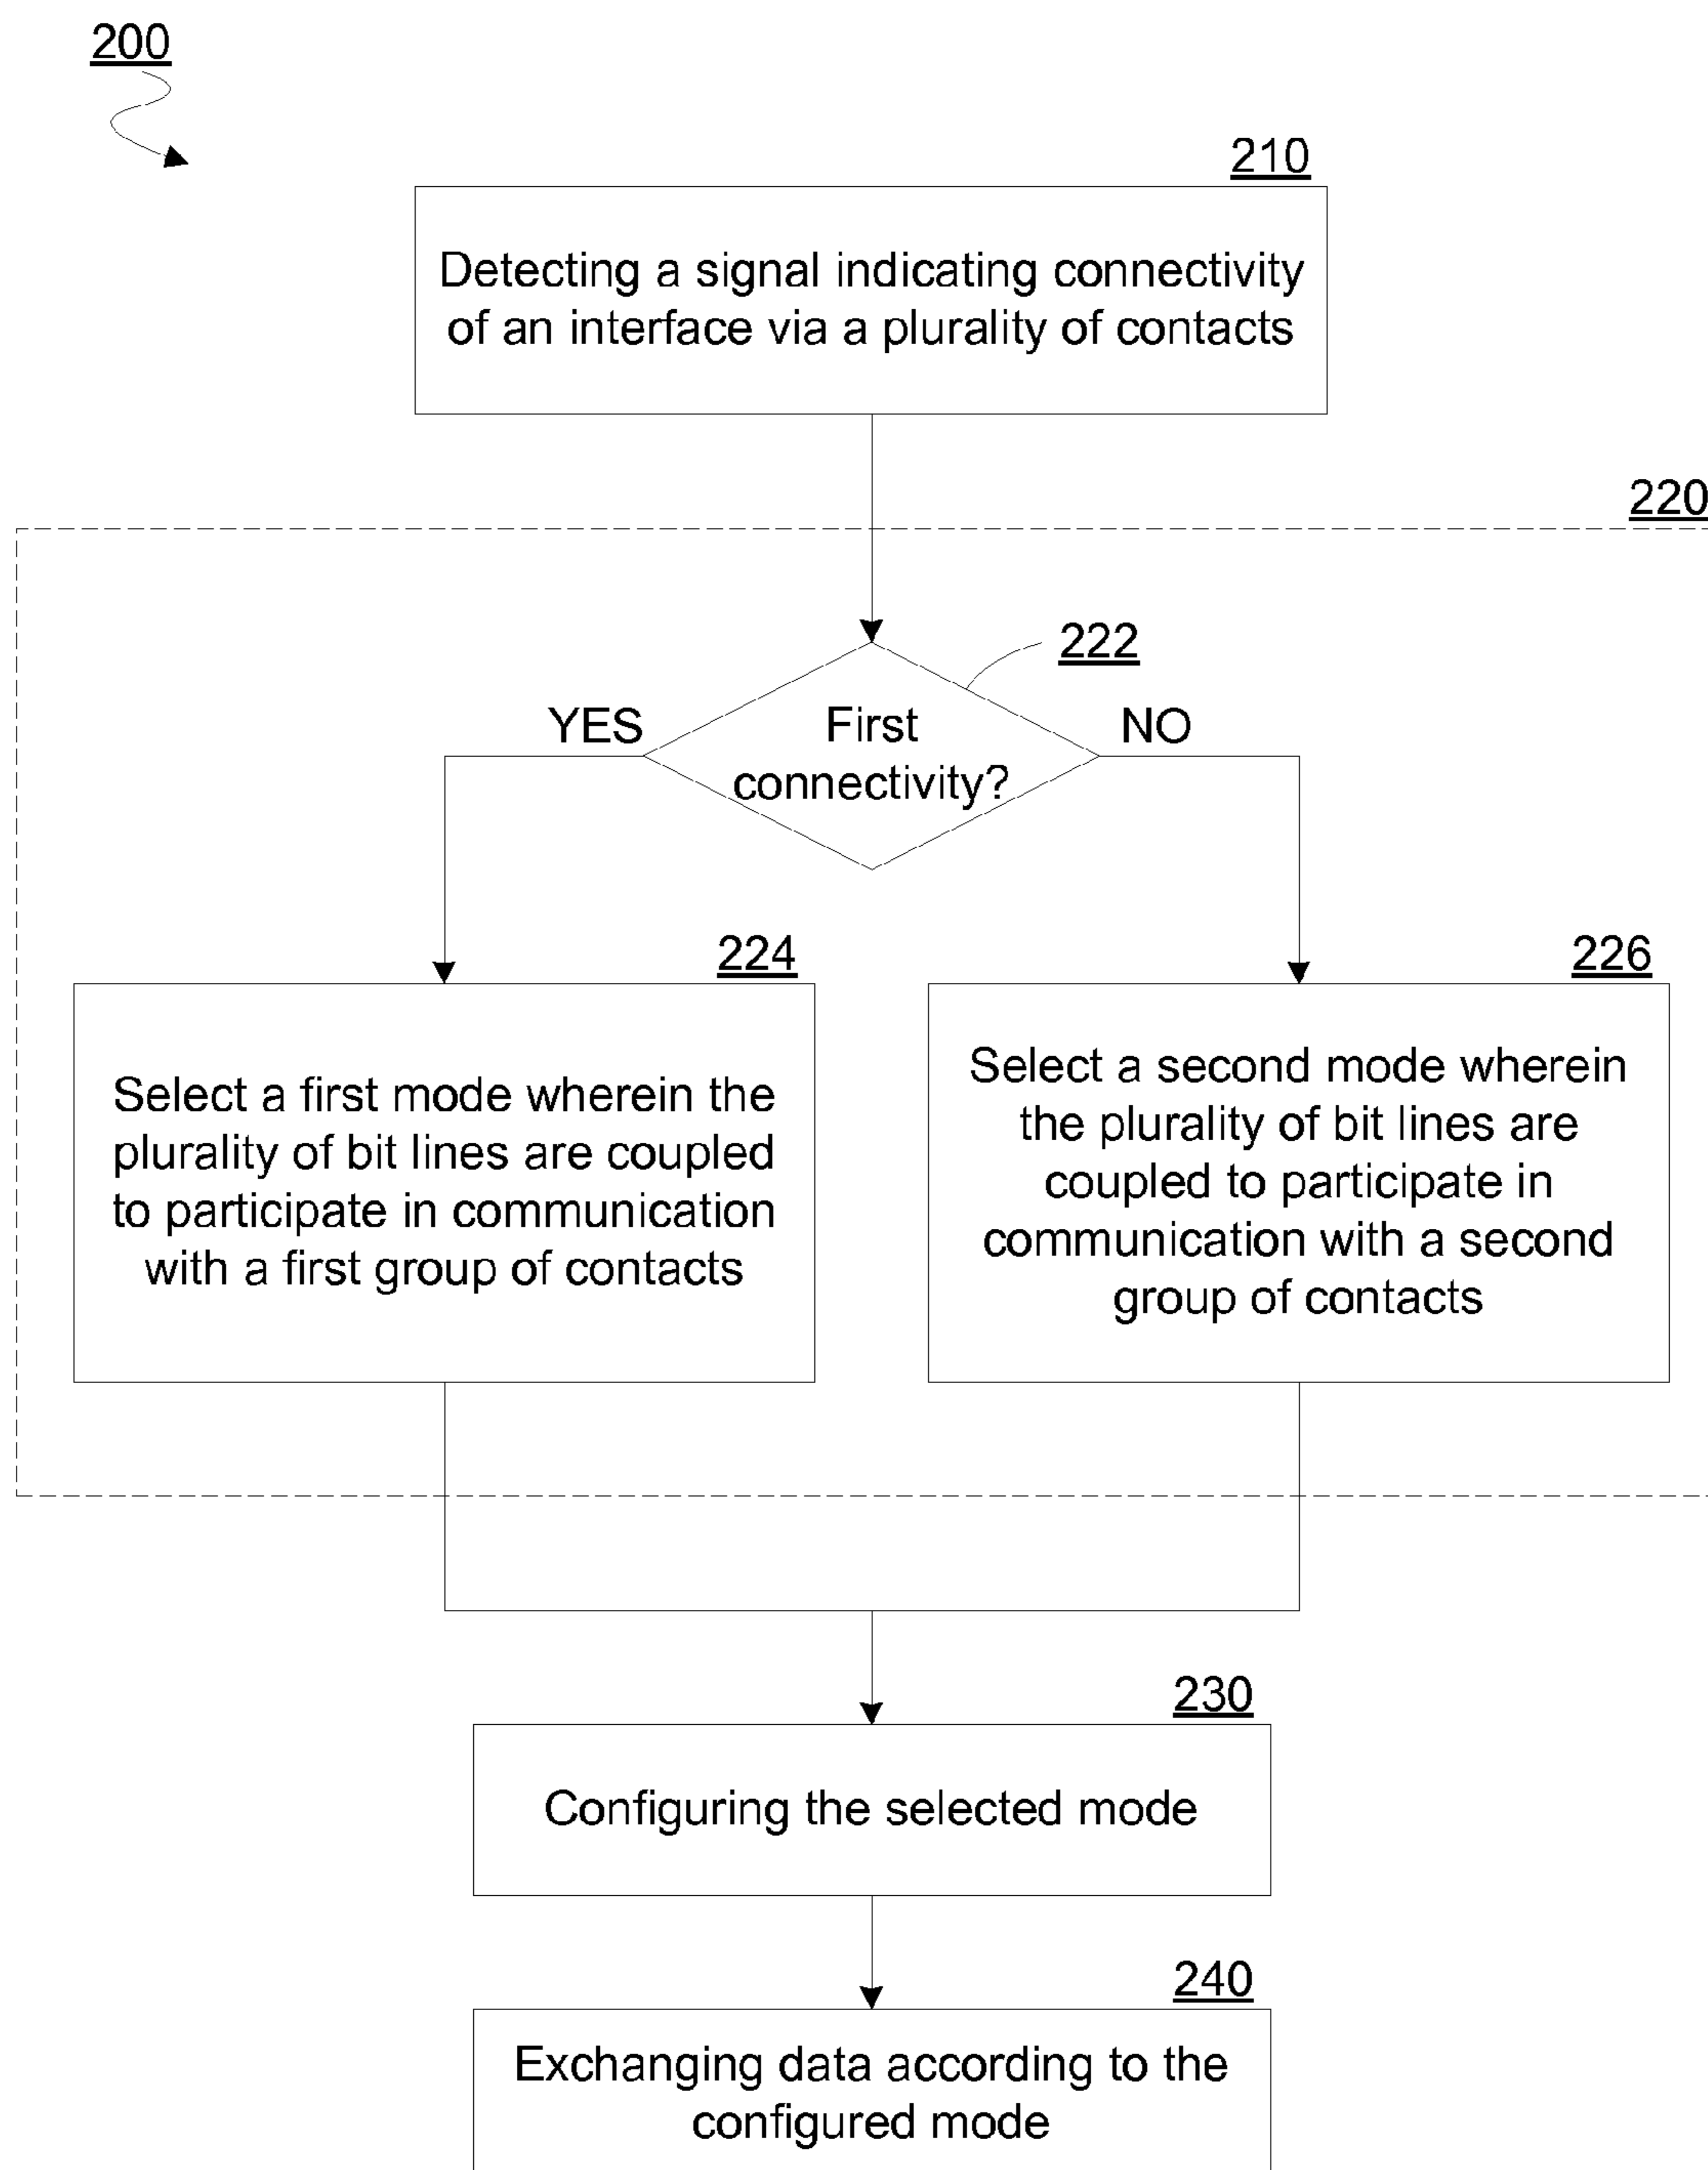 200
210
Detecting a signal indicating connectivity
of an interface via a plurality of contacts
220
222
YES
First
connectivity?
NO
224
Select a first mode wherein the
plurality of bit lines are coupled
to participate in communication
with a first group of contacts
226
Select a second mode wherein
the plurality of bit lines are
coupled to participate in
communication with a second
group of contacts
230
Configuring the selected mode
240
Exchanging data according to the
configured mode